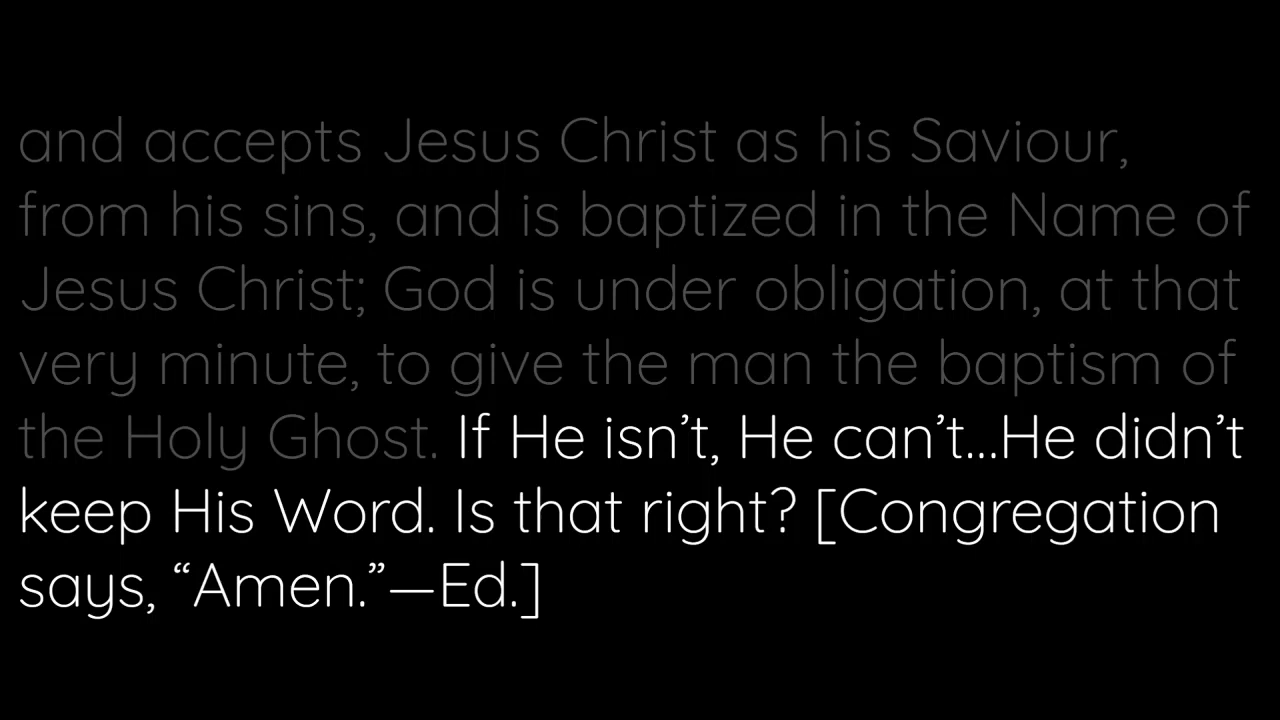 and accepts Jesus Christ as his Saviour,
from his sins, and is baptized in the Name of
Jesus Christ; God is under obligation, at that
very minute, to give the man the baptism of
the Holy Ghost. If He isn’t, He can’t...He didn’t
keep His Word. Is that right? [Congregation
says, “Amen.”—Ed.]